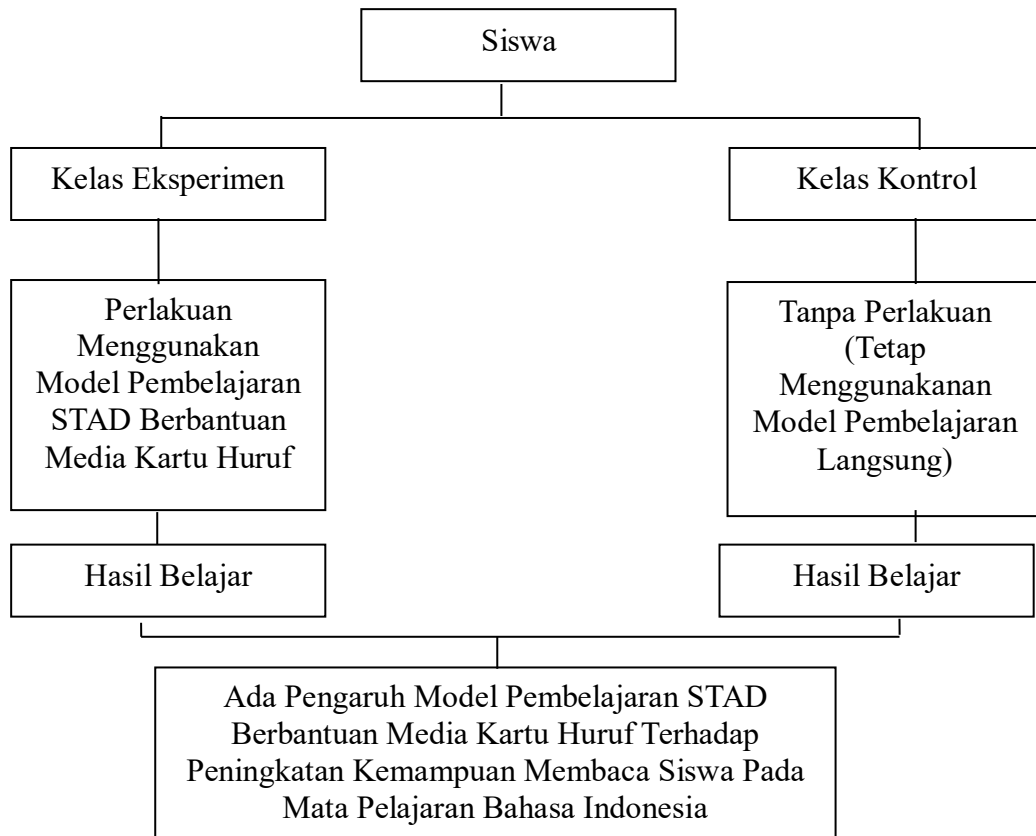 Siswa
Kelas Eksperimen
Kelas Kontrol
Perlakuan
Menggunakan
Model Pembelajaran
STAD Berbantuan
Media Kartu Huruf
Tanpa Perlakuan
(Tetap
Menggunakanan
Model Pembelajaran
Langsung)
Hasil Belajar
Hasil Belajar
Ada Pengaruh Model Pembelajaran STAD
Berbantuan Media Kartu Huruf Terhadap
Peningkatan Kemampuan Membaca Siswa Pada
Mata Pelajaran Bahasa Indonesia